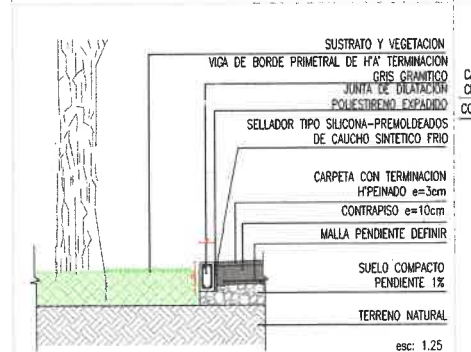 SUSTRATO Y VEGETACION
VIGA DE BORDE PRIMETRAL DE H'A' TERMINACION
GRIS GRANITICO
JUNTA DE DILATACION
POLIESTIRENO EXPADIDO
SELLADOR TIPO SILICONA-PREMOLDEADOS
DE CAUCHO SINTETICO FRIO
CARPETA CON TERMINACION
H'PEINADO e=3cm
CONTRAPISO e=10cm
MALLA PENDIENTE DEFINIR
SUELO COMPACTO
PENDIENTE 1%
TERRENO NATURAL
esc: 1.25